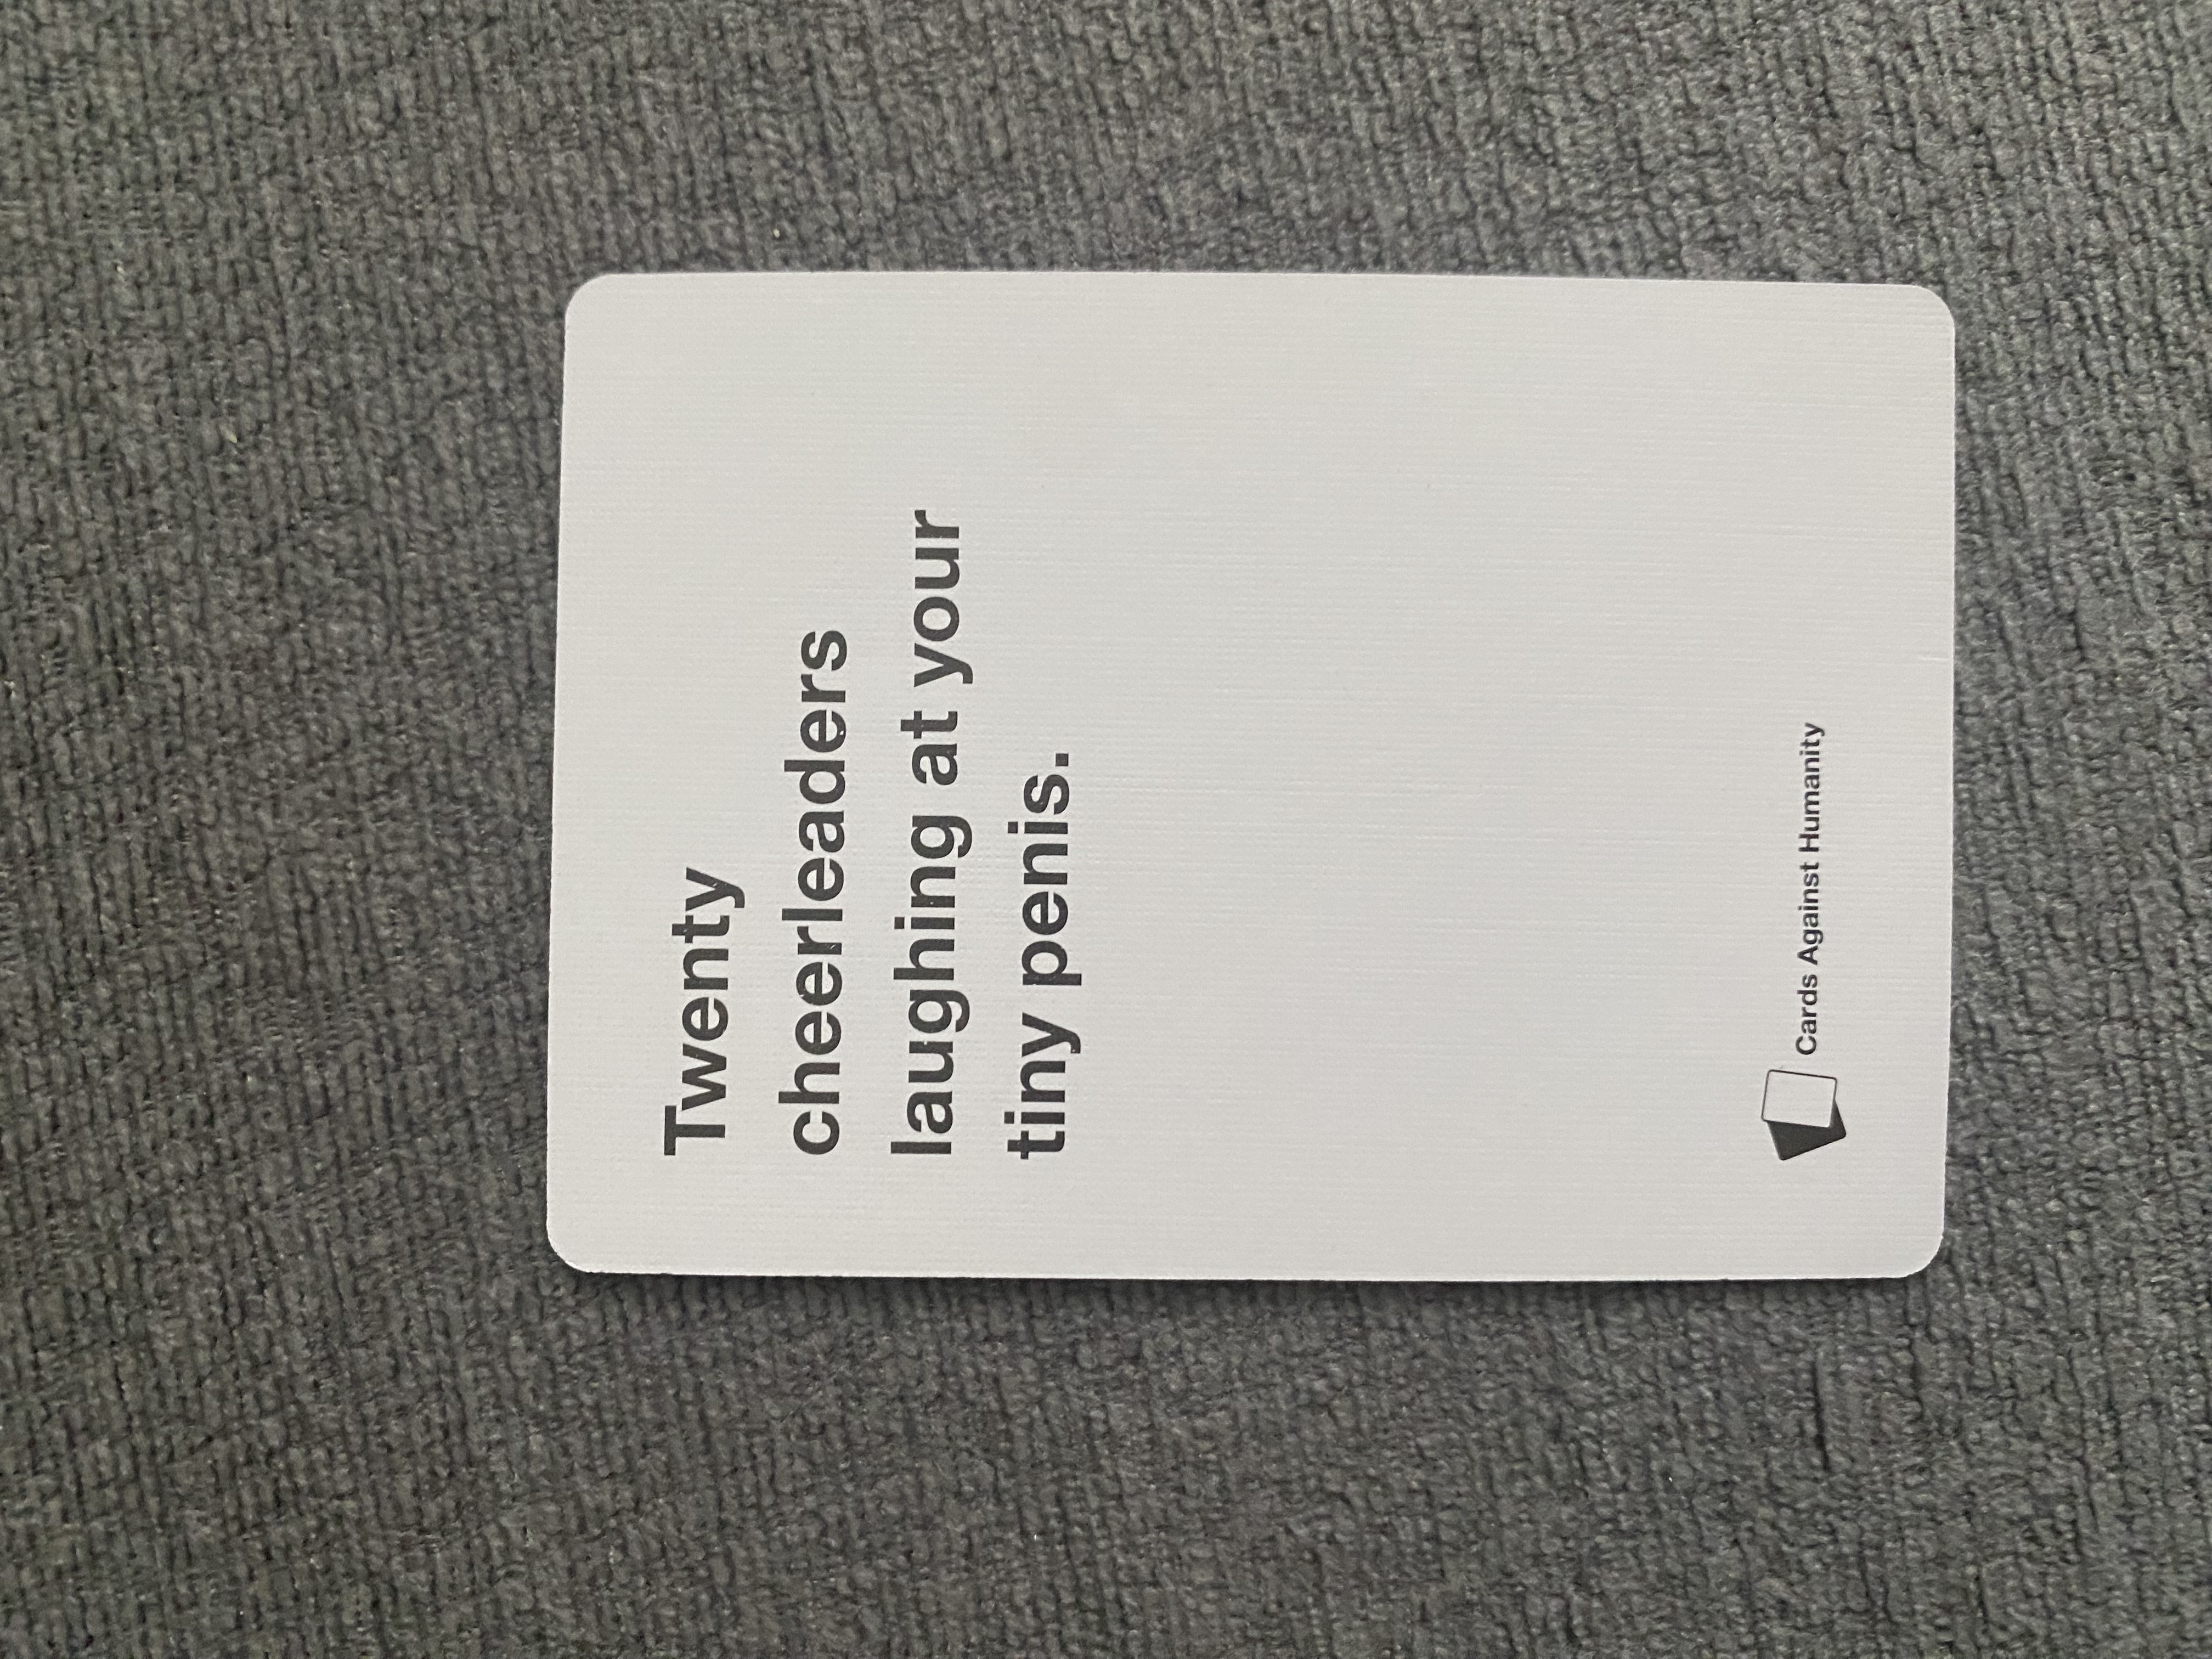 Twenty
cheerleaders
laughing at your
tiny penis.
Cards Against Humanity